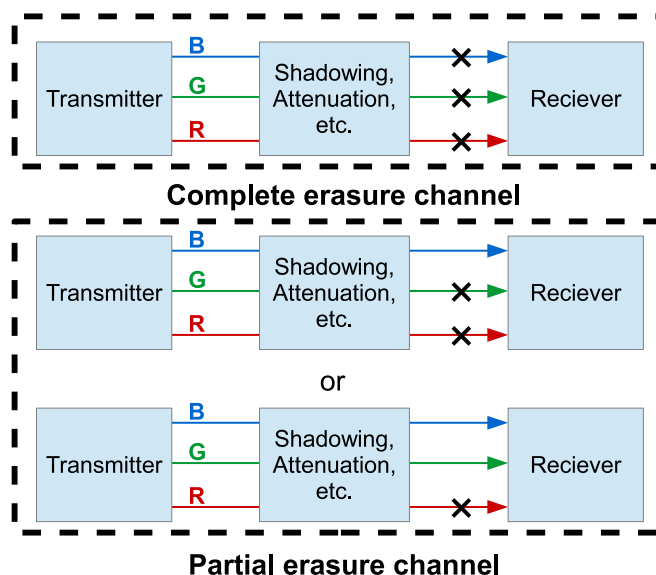 B
G
R
Transmitter
Shadowing,
Attenuation,
etc.
Reciever
Complete erasure channel
B
G
R
Transmitter
Shadowing,
Attenuation,
etc.
Reciever
or
B
G
R
Transmitter
Shadowing,
Attenuation,
etc.
Reciever
Partial erasure channel